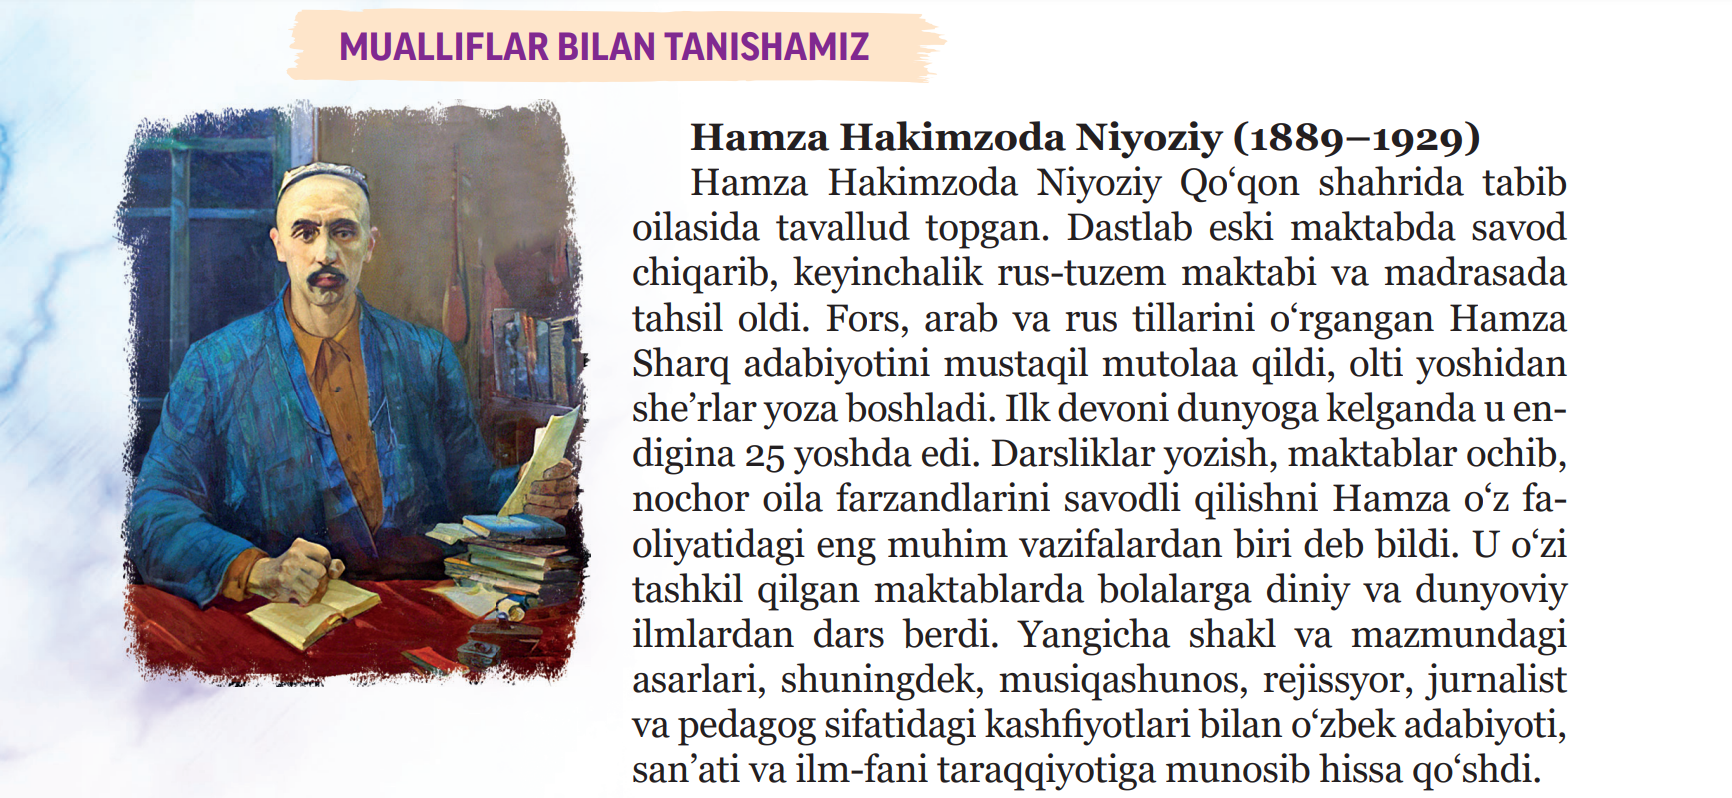 MUALLIFLAR BILAN TANISHAMIZ
Hamza Hakimzoda Niyoziy (1889–1929)
Hamza Hakimzoda Niyoziy Qo‘qon shahrida tabib
oilasida tavallud topgan. Dastlab eski maktabda savod
chiqarib, keyinchalik rus-tuzem maktabi va madrasada
tahsil oldi. Fors, arab va rus tillarini o‘rgangan Hamza
Sharq adabiyotini mustaqil mutolaa qildi, olti yoshidan
she’rlar yoza boshladi. Ilk devoni dunyoga kelganda u en-
digina 25 yoshda edi. Darsliklar yozish, maktablar ochib,
nochor oila farzandlarini savodli qilishni Hamza o‘z fa-
oliyatidagi eng muhim vazifalardan biri deb bildi. U o‘zi
tashkil qilgan maktablarda bolalarga diniy va dunyoviy
ilmlardan dars berdi. Yangicha shakl va mazmundagi
asarlari, shuningdek, musiqashunos, rejissyor, jurnalist
va pedagog sifatidagi kashfiyotlari bilan o‘zbek adabiyoti,
san’ati va ilm-fani taraqqiyotiga munosib hissa qo‘shdi.